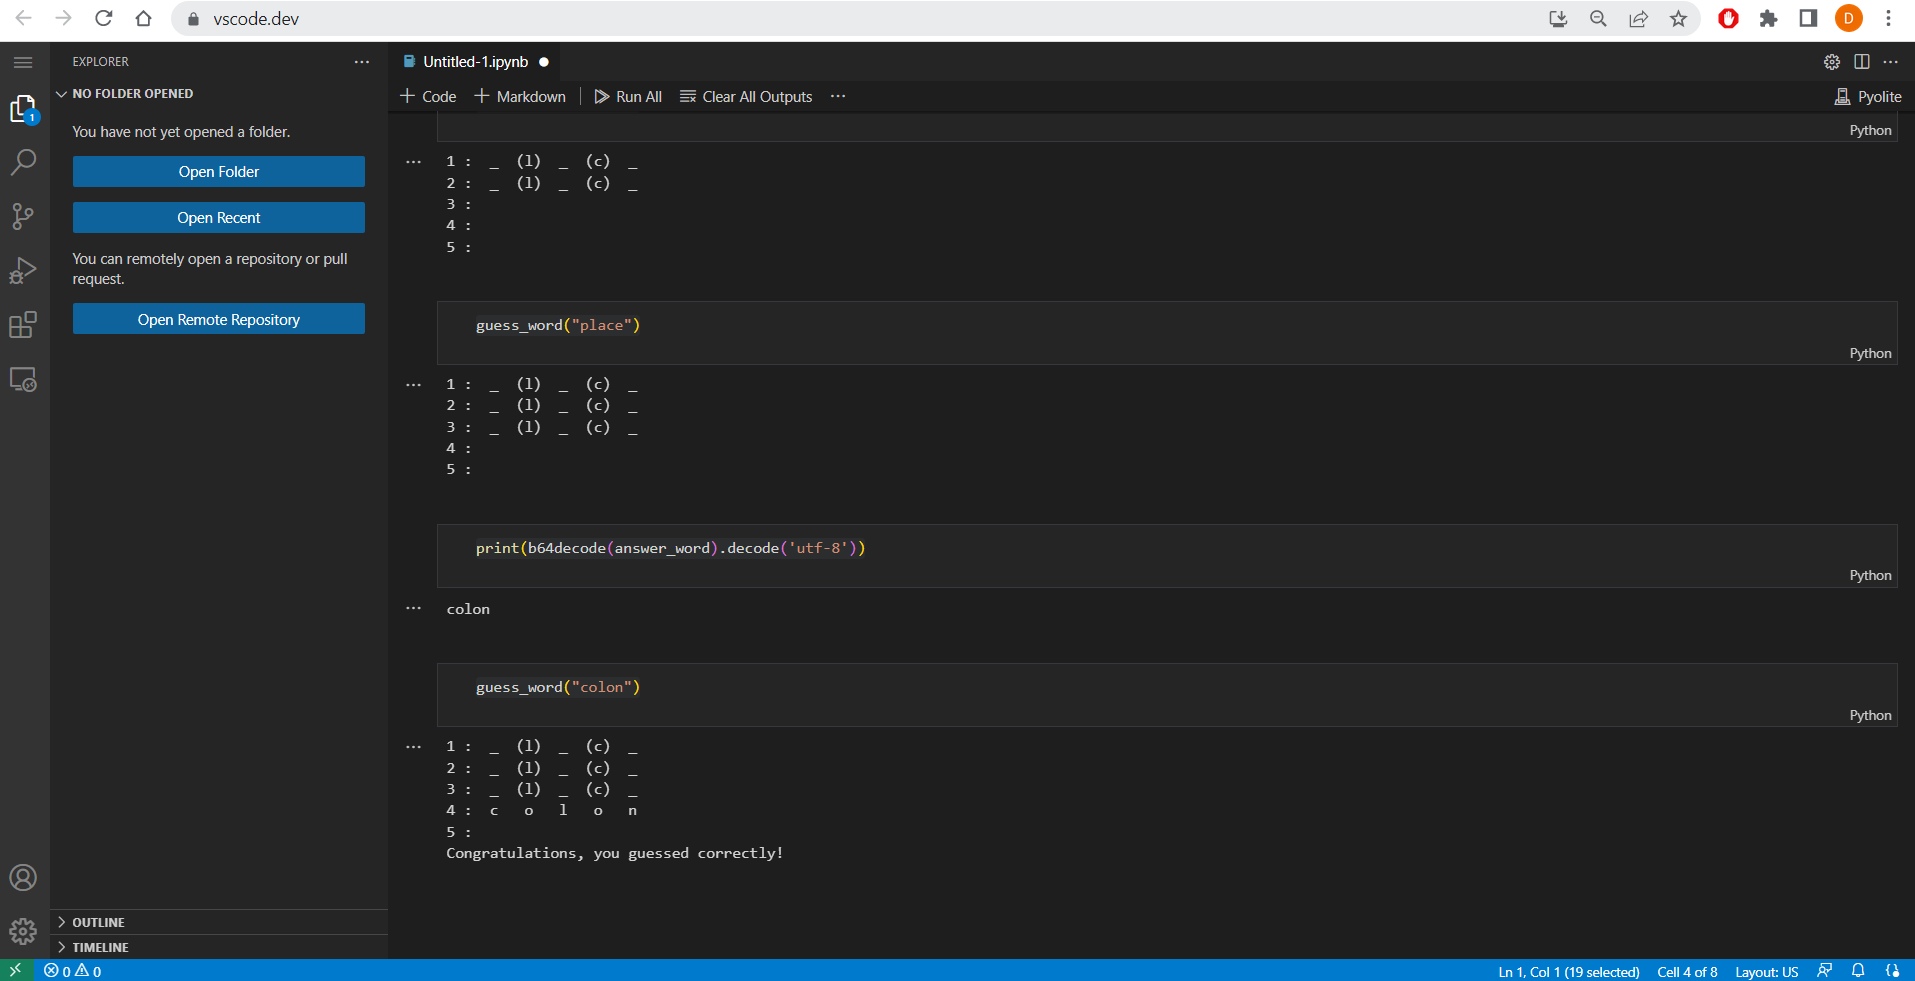 vscode.dev
D
EXPLORER
NO FOLDER OPENED
You have not yet opened a folder.
Open Folder
Open Recent
You can remotely open a repository or pull
request.
Open Remote Repository
1
OUTLINE
TIMELINE
Untitled-1.ipynb
Code Markdown Run All Clear All Outputs ...
Pyolite
Python
1 : _ (l) _ (c) _
2 : _ (l) _ (c) _
3 :
4 :
5 :
guess_word("place")
Python
1 : _ (l) _ (c) _
2 : _ (l) _ (c) _
3 : _ (l) _ (c) _
4 :
5 :
print(b64decode(answer_word).decode('utf-8'))
Python
colon
guess_word("colon")
Python
1 : _ (l) _ (c) _
2 : _ (l) _ (c) _
3 : _ (l) _ (c) _
4 : c o l o n
5 :
Congratulations, you guessed correctly!
0 0
Ln 1, Col 1 (19 selected) Cell 4 of 8 Layout: US